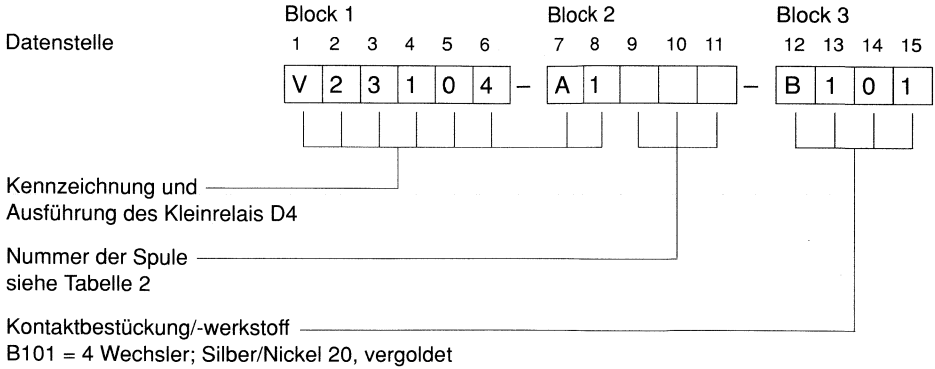 Block 1 Block 2 Block 3
Datenstelle 1 2 3 4 5 6 7 8 9 10 11 12 13 14 15
V 2 3 1 0 4 – A 1 – B 1 0 1
Kennzeichnung und
Ausführung des Kleinrelais D4
Nummer der Spule
siehe Tabelle 2
Kontaktbestückung/-werkstoff
B101 = 4 Wechsler; Silber/Nickel 20, vergoldet